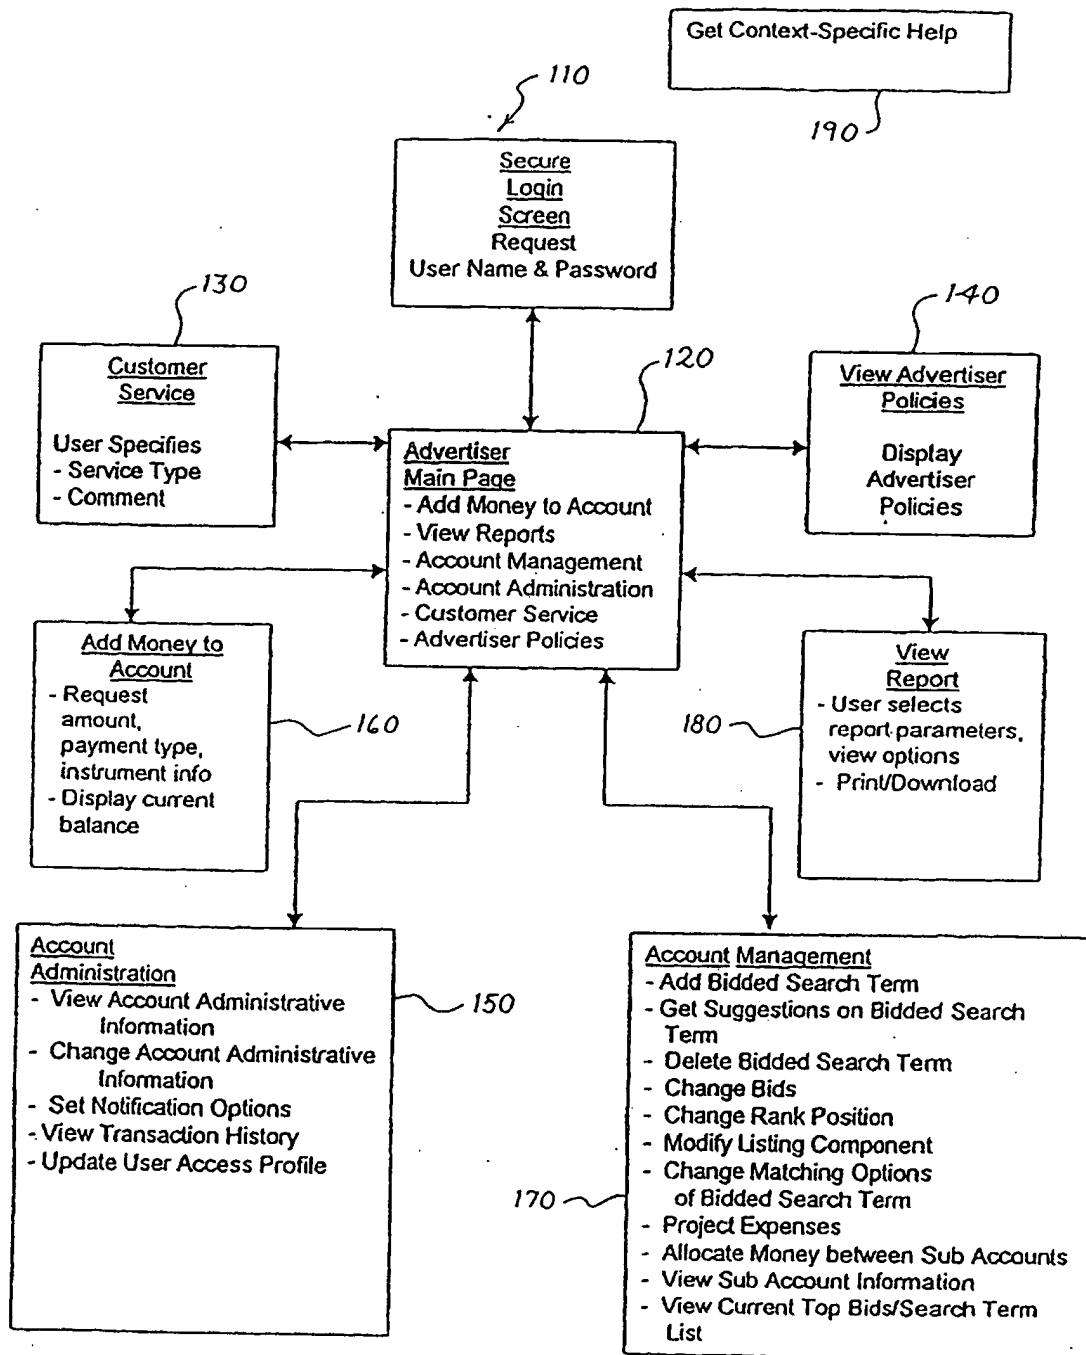 Get Context-Specific Help
190
110
Secure
Login
Screen
Request
User Name & Password
130
Customer
Service
User Specifies
- Service Type
- Comment
120
Advertiser
Main Page
- Add Money to Account
- View Reports
- Account Management
- Account Administration
- Customer Service
- Advertiser Policies
140
View Advertiser
Policies
Display
Advertiser
Policies
Add Money to
Account
- Request
amount,
payment type,
instrument info
- Display current
balance
160
View
Report
- User selects
report parameters,
view options
- Print/Download
180
Account
Administration
- View Account Administrative
Information
- Change Account Administrative
Information
- Set Notification Options
- View Transaction History
- Update User Access Profile
150
Account Management
- Add Bidded Search Term
- Get Suggestions on Bidded Search
Term
- Delete Bidded Search Term
- Change Bids
- Change Rank Position
- Modify Listing Component
- Change Matching Options
of Bidded Search Term
- Project Expenses
- Allocate Money between Sub Accounts
- View Sub Account Information
- View Current Top Bids/Search Term
List
170